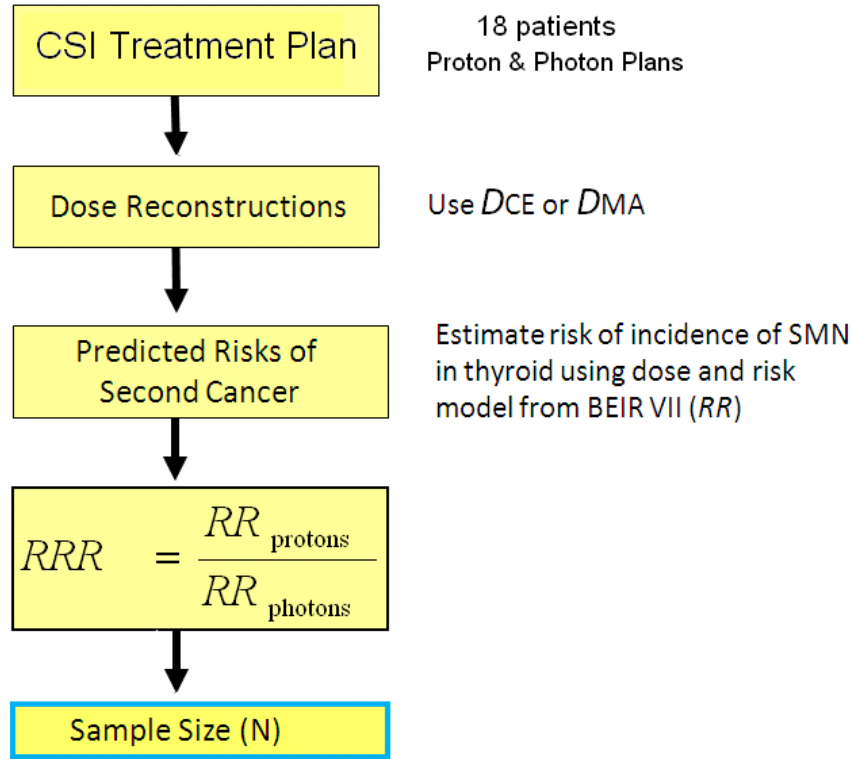 CSI Treatment Plan
18 patients
Proton & Photon Plans
Dose Reconstructions
Use DCE or DMA
Predicted Risks of
Second Cancer
Estimate risk of incidence of SMN
in thyroid using dose and risk
model from BEIR VII (RR)
RRR = RR protons
RR photons
Sample Size (N)